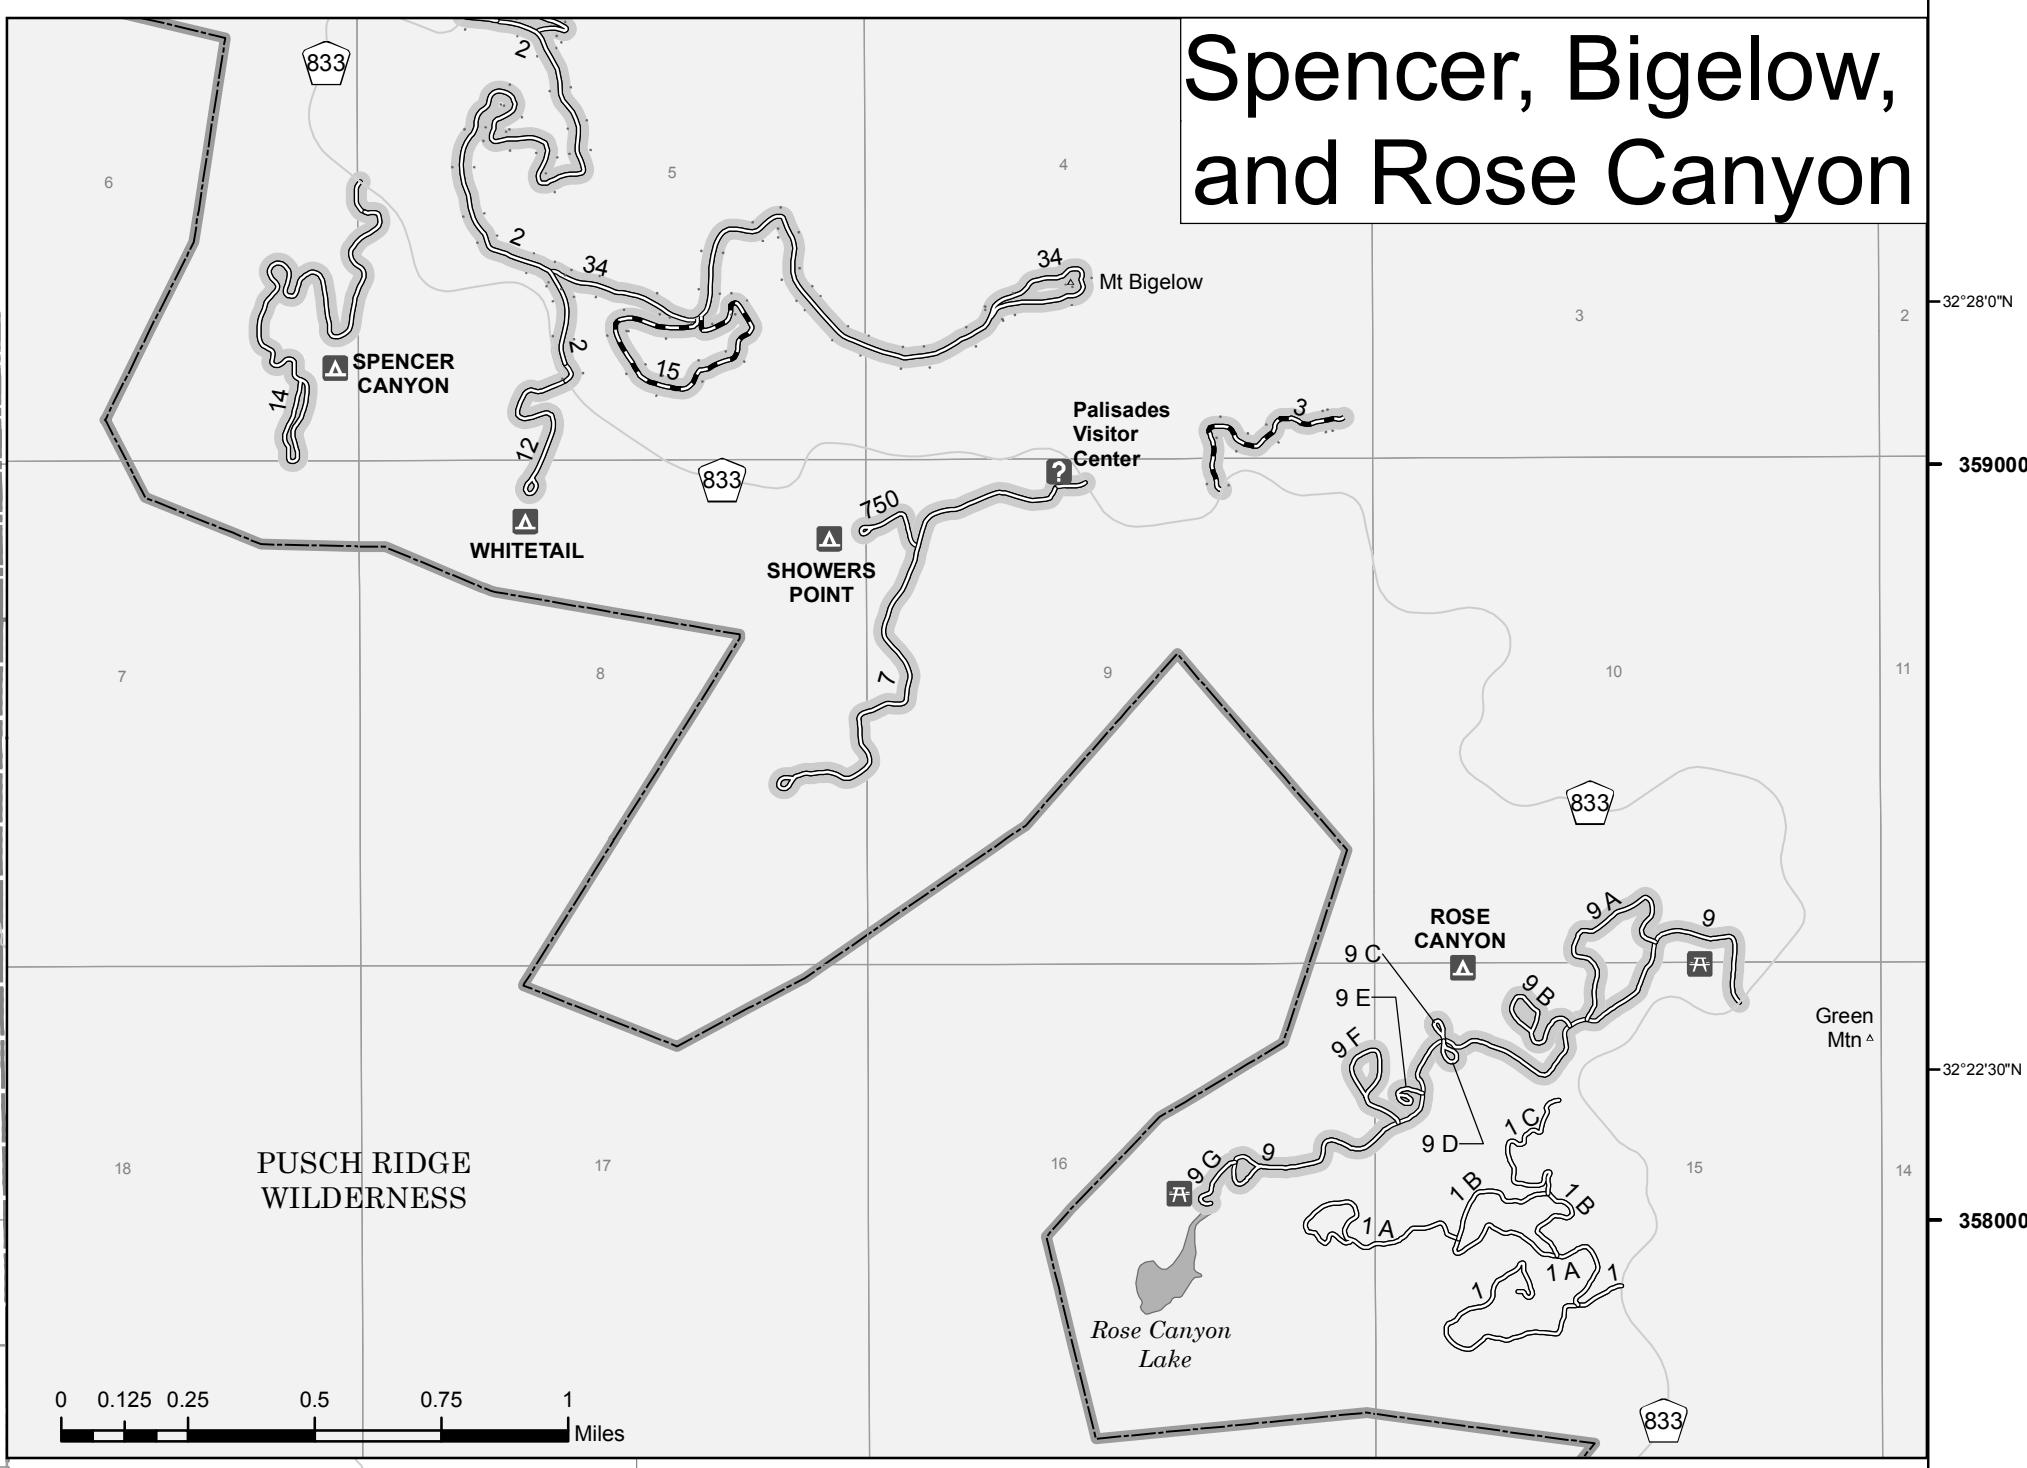 Spencer, Bigelow,
and Rose Canyon
833
2
6
5
4
2
34
34
Mt Bigelow
32°28'0"N
3
2
2
15
SPENCER
CANYON
14
12
Palisades
Visitor
Center
3
?
359000
833
750
WHITETAIL
SHOWERS
POINT
7
7
8
9
10
11
833
9 A
9
ROSE
CANYON
9 C
9 E
9 B
9 F
Green
Mtn
32°22'30"N
9 D
1 C
9 G
9
18
PUSCH RIDGE
WILDERNESS
17
16
15
14
1 B
1 B
1 A
358000
1 A
1
1
Rose Canyon
Lake
0 0.125 0.25 0.5 0.75 1
Miles
833